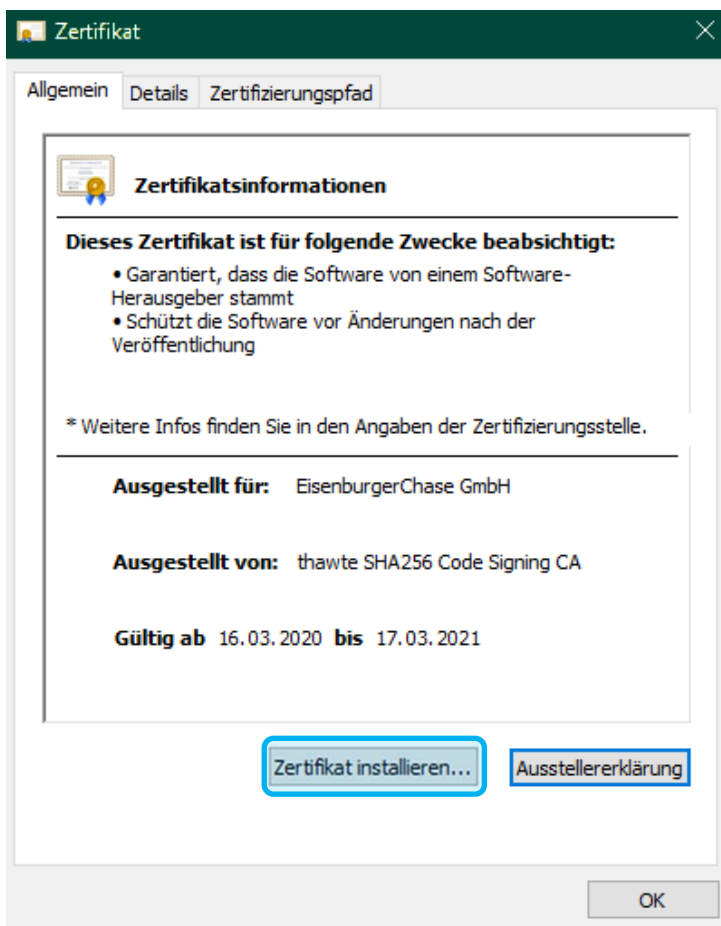 Zertifikat
Allgemein Details Zertifizierungspfad
Zertifikatsinformationen
Dieses Zertifikat ist für folgende Zwecke beabsichtigt:
• Garantiert, dass die Software von einem Software-
Herausgeber stammt
• Schützt die Software vor Änderungen nach der
Veröffentlichung
* Weitere Infos finden Sie in den Angaben der Zertifizierungsstelle.
Ausgestellt für: EisenburgerChase GmbH
Ausgestellt von: thawte SHA256 Code Signing CA
Gültig ab 16.03.2020 bis 17.03.2021
Zertifikat installieren... Ausstellererklärung
OK